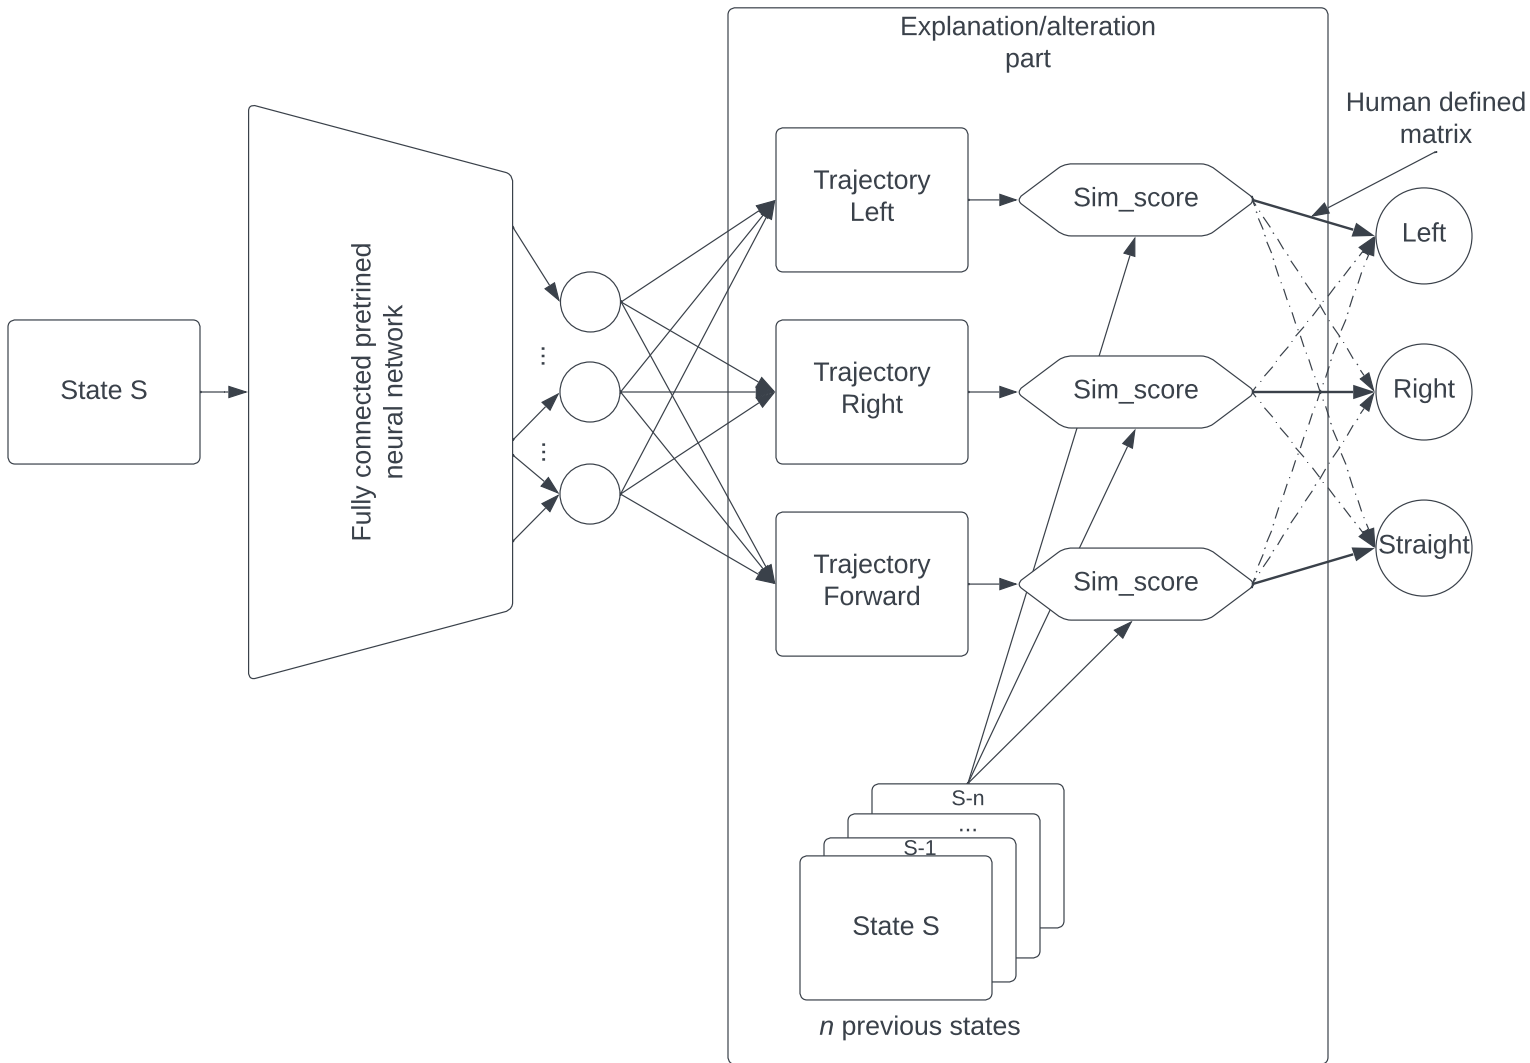 Explanation/alteration
part
Human defined
matrix
State S
Fully connected pretrined
neural network
...
...
Trajectory
Left
Sim_score
Left
Trajectory
Right
Sim_score
Right
Trajectory
Forward
Sim_score
Straight
S-n
...
S-1
State S
n previous states